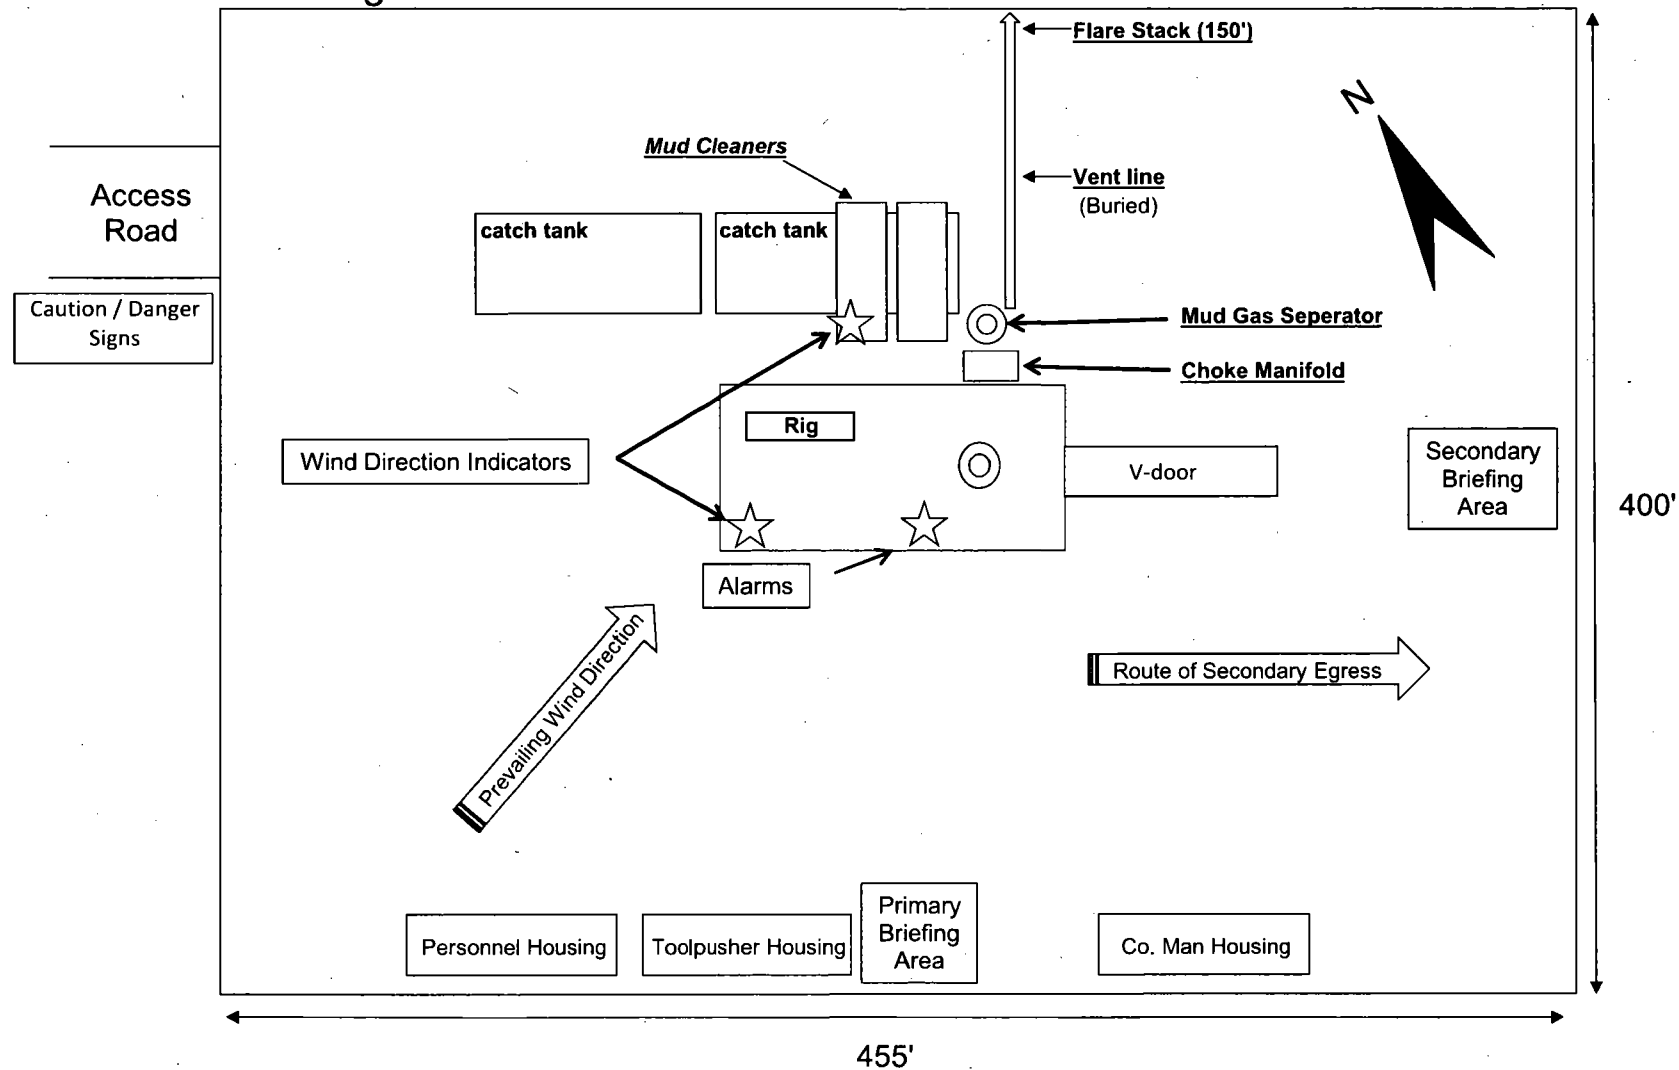 Flare Stack (150')
N
Mud Cleaners
Access
Road
Vent line
(Buried)
catch tank
catch tank
Caution / Danger
Signs
Mud Gas Seperator
Choke Manifold
Rig
Wind Direction Indicators
V-door
Secondary
Briefing
Area
400'
Alarms
Prevailing Wind Direction
Route of Secondary Egress
Primary
Briefing
Area
Personnel Housing
Toolpusher Housing
Co. Man Housing
455'